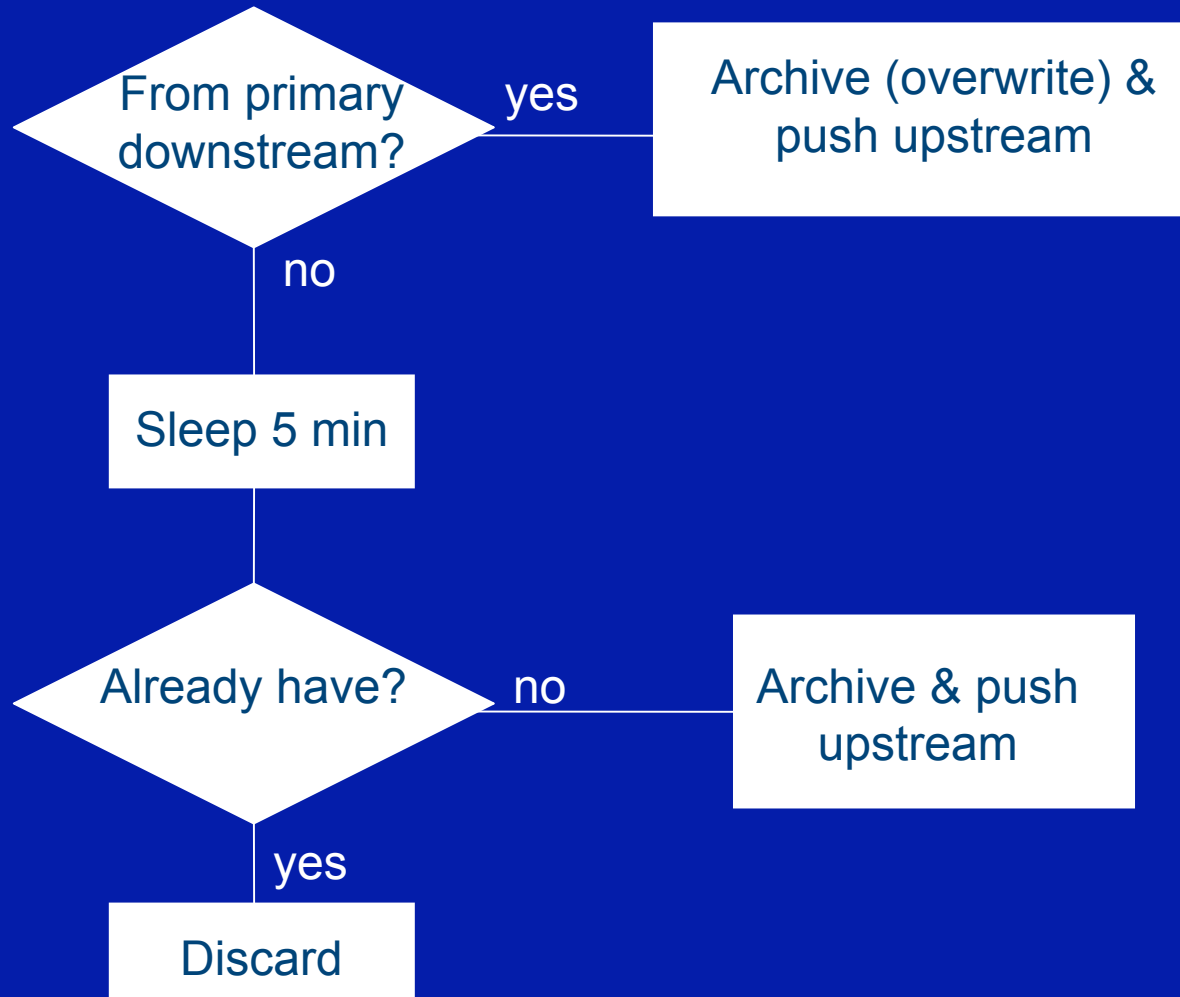 From primary
downstream?
yes
Archive (overwrite) &
push upstream
no
Sleep 5 min
Already have?
no
Archive & push
upstream
yes
Discard